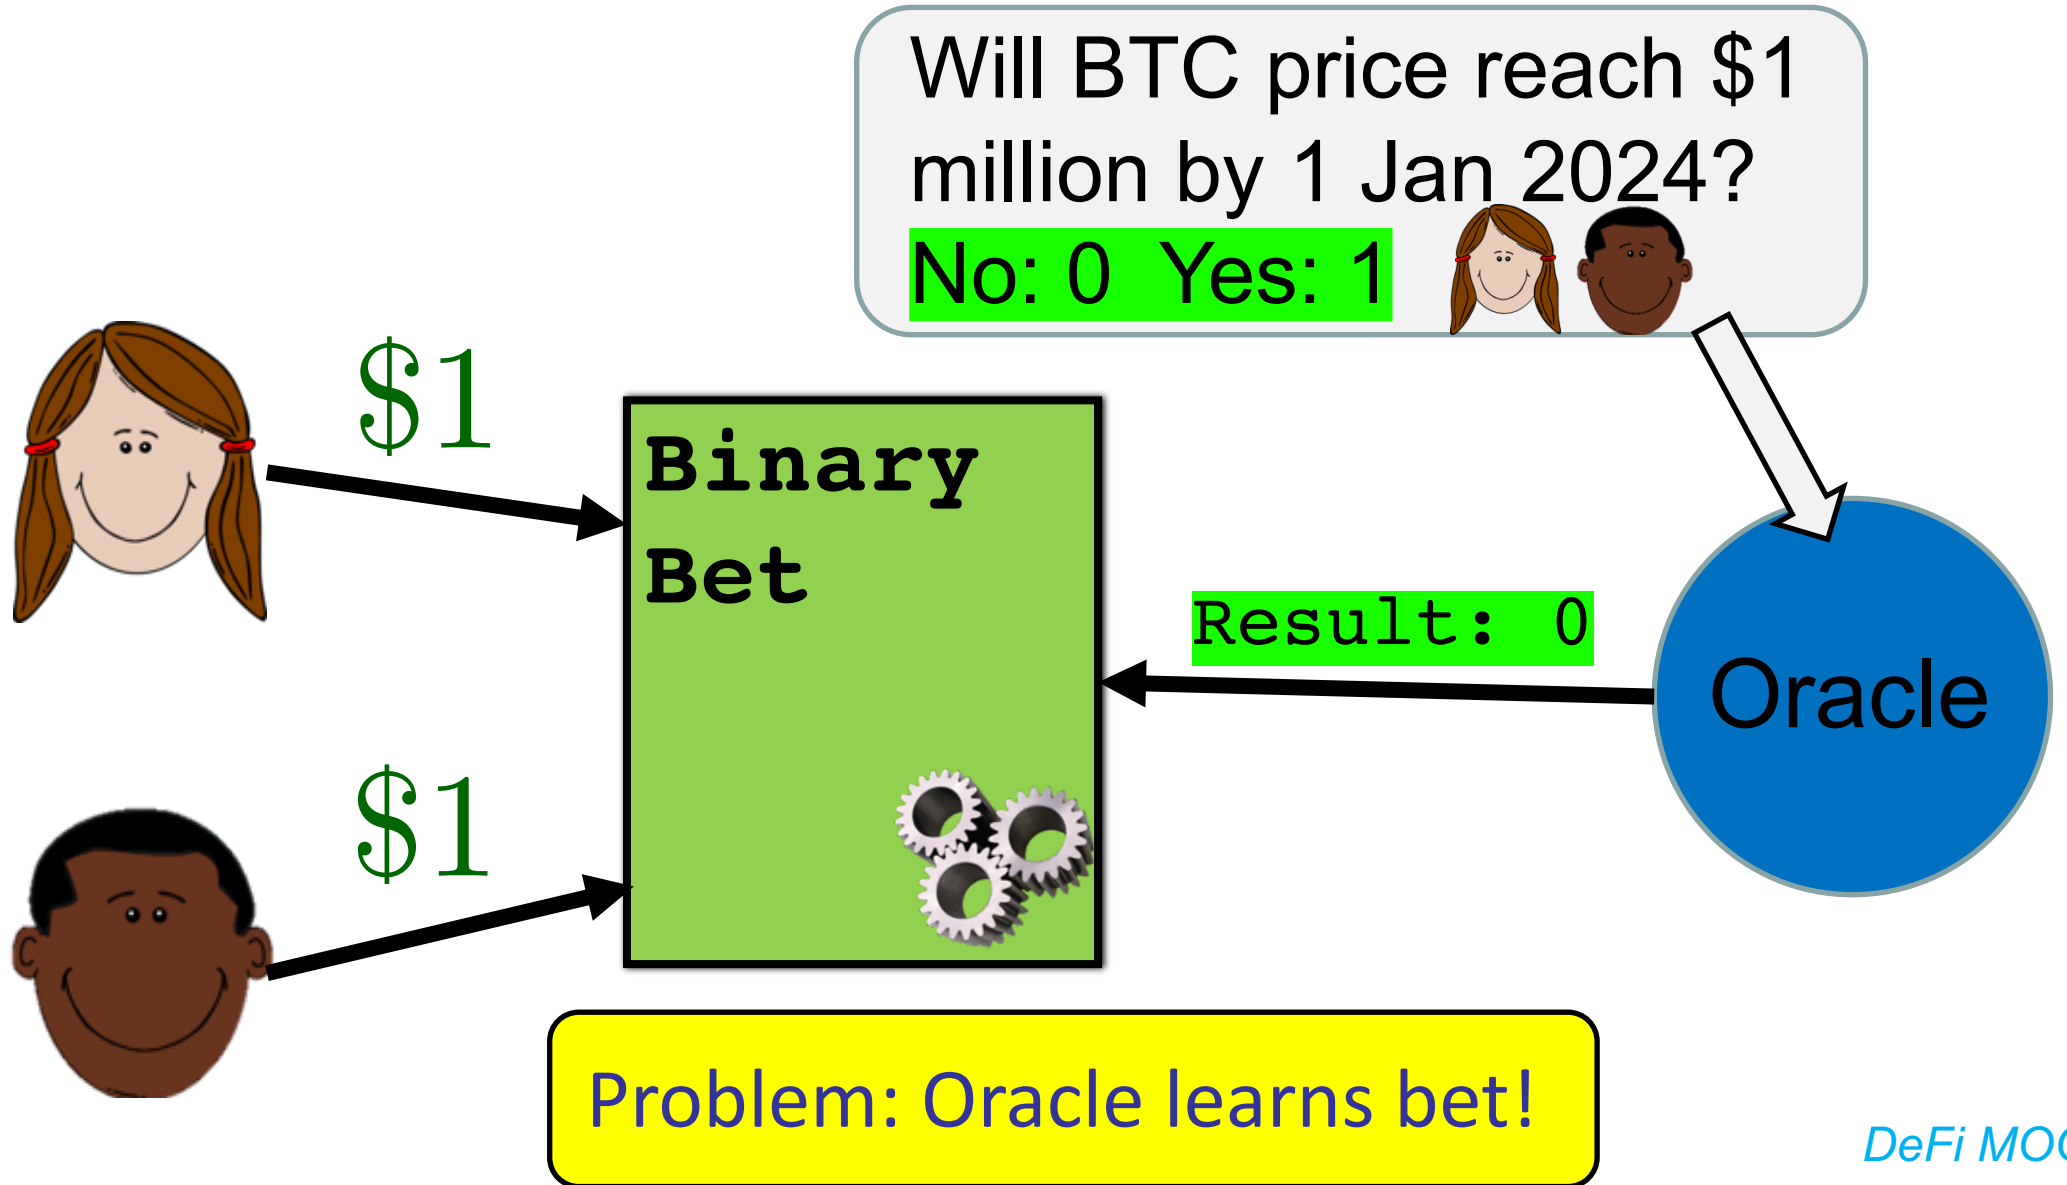 Will BTC price reach $1
million by 1 Jan 2024?
No: 0 Yes: 1
$1
Binary
Bet
Result: 0
Oracle
$1
Problem: Oracle learns bet!
DeFi